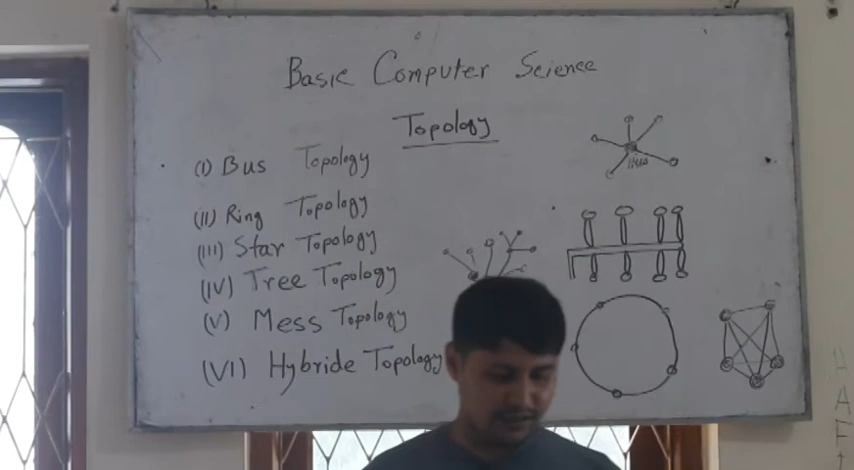 Basic Computer Science
Topology
(I) Bus Topology
(II) Ring Topology
(III) Star Topology
(IV) Tree Topology
(V) Mess Topology
(VI) Hybride Topology